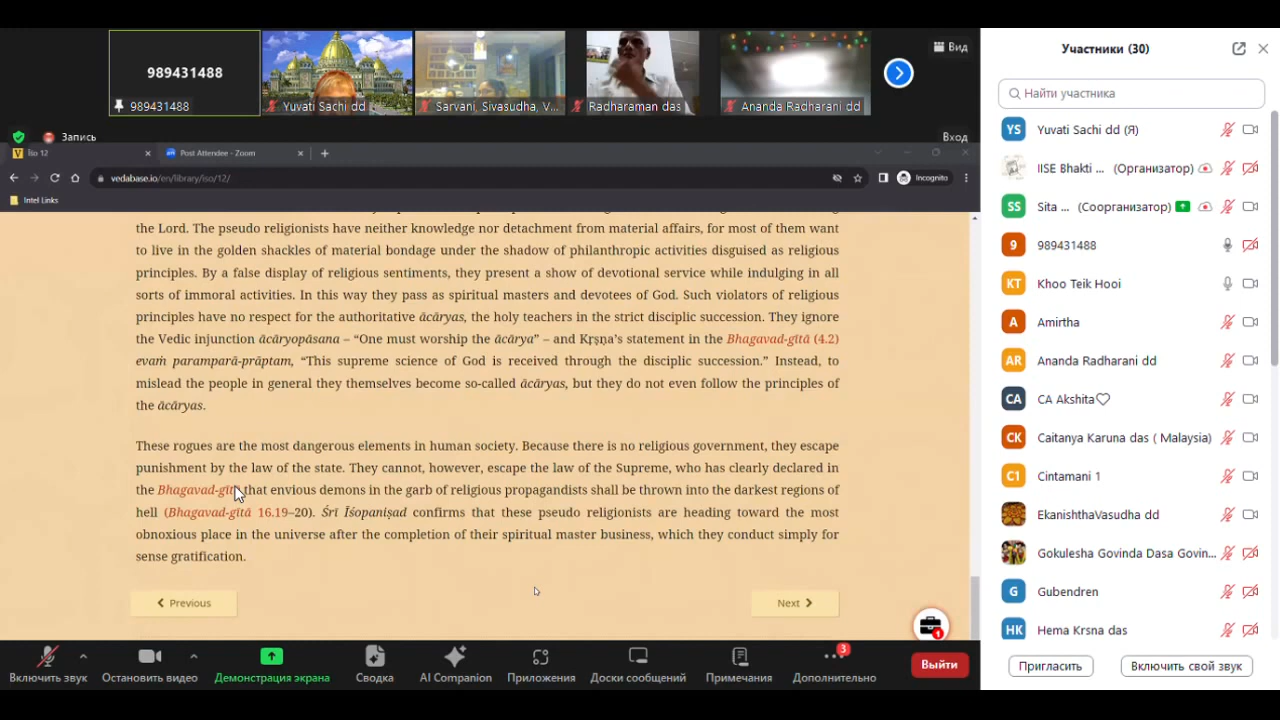 989431488
989431488
Yuvati Sachi dd
Sarvani, Sivasudha, V...
Radharaman das
Ananda Radharani dd
Вид
Запись
Вход
Īśo 12
Post Attendee - Zoom
vedabase.io/en/library/iso/12/
Incognito
Intel Links
the Lord. The pseudo religionists have neither knowledge nor detachment from material affairs, for most of them want
to live in the golden shackles of material bondage under the shadow of philanthropic activities disguised as religious
principles. By a false display of religious sentiments, they present a show of devotional service while indulging in all
sorts of immoral activities. In this way they pass as spiritual masters and devotees of God. Such violators of religious
principles have no respect for the authoritative ācāryas, the holy teachers in the strict disciplic succession. They ignore
the Vedic injunction ācāryopāsana – “One must worship the ācārya” – and Kṛṣṇa’s statement in the Bhagavad-gītā (4.2)
evaṁ paramparā-prāptam, “This supreme science of God is received through the disciplic succession.” Instead, to
mislead the people in general they themselves become so-called ācāryas, but they do not even follow the principles of
the ācāryas.
These rogues are the most dangerous elements in human society. Because there is no religious government, they escape
punishment by the law of the state. They cannot, however, escape the law of the Supreme, who has clearly declared in
the Bhagavad-gītā that envious demons in the garb of religious propagandists shall be thrown into the darkest regions of
hell (Bhagavad-gītā 16.19–20). Śrī Īśopaniṣad confirms that these pseudo religionists are heading toward the most
obnoxious place in the universe after the completion of their spiritual master business, which they conduct simply for
sense gratification.
Previous
Next
1
Включить звук
Остановить видео
Демонстрация экрана
Сводка
AI Companion
Приложения
Доски сообщений
Примечания
3
Дополнительно
Выйти
Участники (30)
Найти участника
YS Yuvati Sachi dd (Я)
IISE Bhakti ... (Организатор)
SS Sita ... (Соорганизатор)
9 989431488
KT Khoo Teik Hooi
A Amirtha
AR Ananda Radharani dd
CA CA Akshita♡
CK Caitanya Karuna das ( Malaysia)
C1 Cintamani 1
EkanishthaVasudha dd
Gokulesha Govinda Dasa Govin...
G Gubendren
HK Hema Krsna das
Пригласить
Включить свой звук